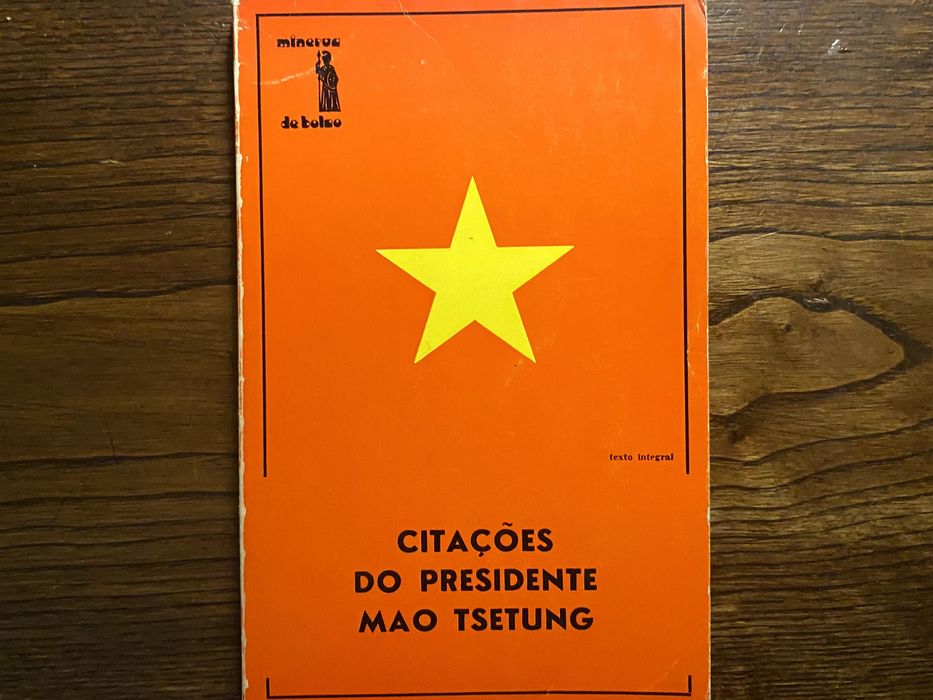 minerva
de bolso
texto integral
CITAÇÕES
DO PRESIDENTE
MAO TSETUNG